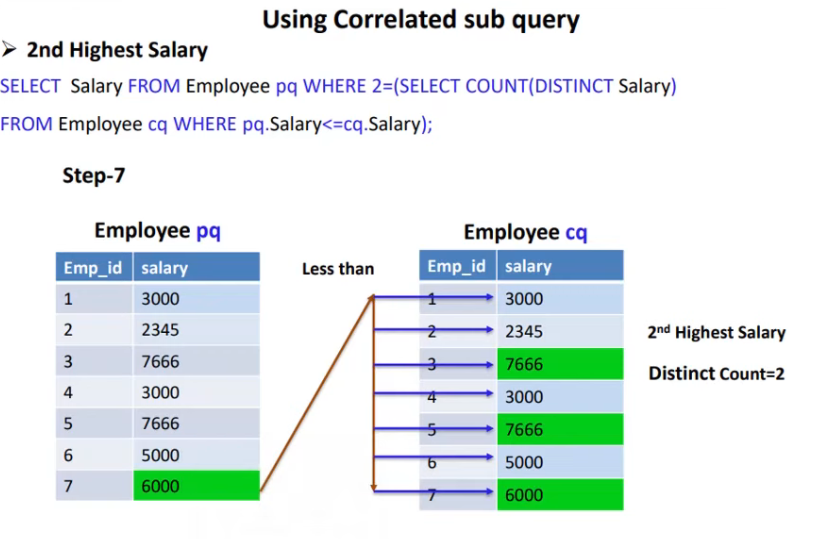 Using Correlated sub query
➢ 2nd Highest Salary
SELECT Salary FROM Employee pq WHERE 2=(SELECT COUNT(DISTINCT Salary)
FROM Employee cq WHERE pq.Salary<=cq.Salary);
Step-7
Employee pq
Emp_id salary
1 3000
2 2345
3 7666
4 3000
5 7666
6 5000
7 6000
Less than
Employee cq
Emp_id salary
1 3000
2 2345
3 7666
4 3000
5 7666
6 5000
7 6000
2nd Highest Salary
Distinct Count=2